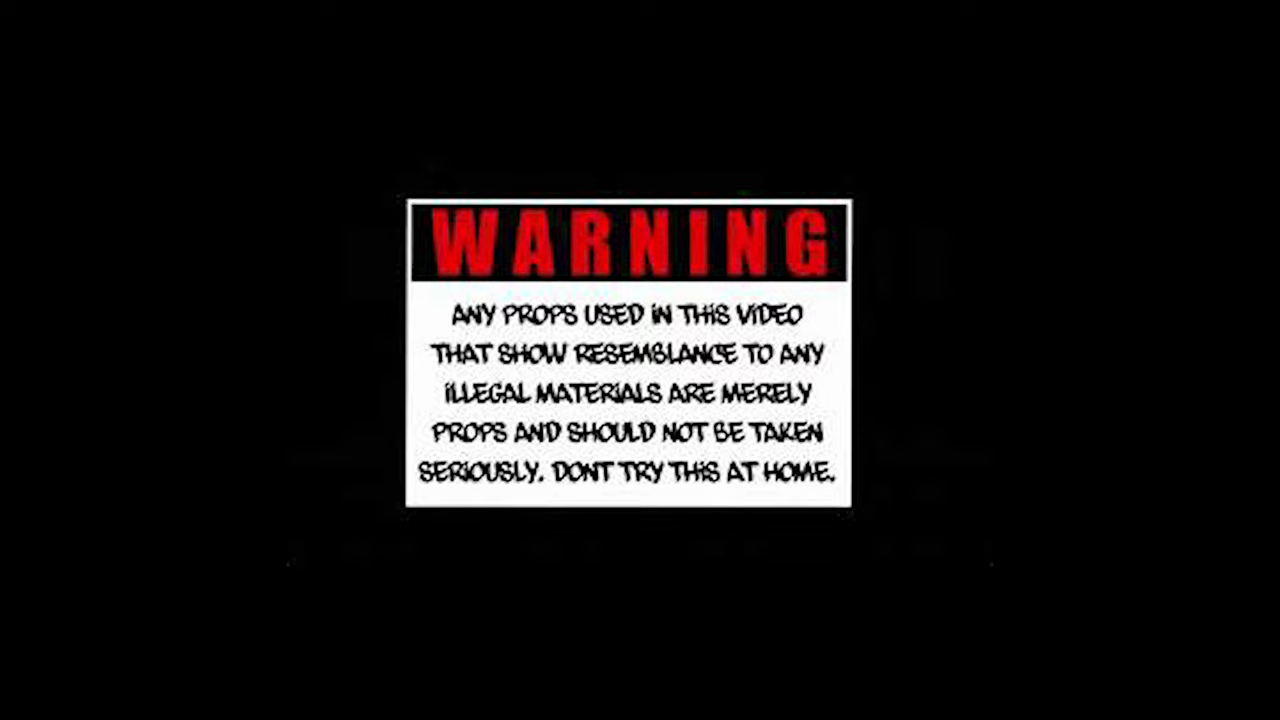 WARNING
ANY PROPS USED IN THIS VIDEO
THAT SHOW RESEMBLANCE TO ANY
ILLEGAL MATERIALS ARE MERELY
PROPS AND SHOULD NOT BE TAKEN
SERIOUSLY. DONT TRY THIS AT HOME.